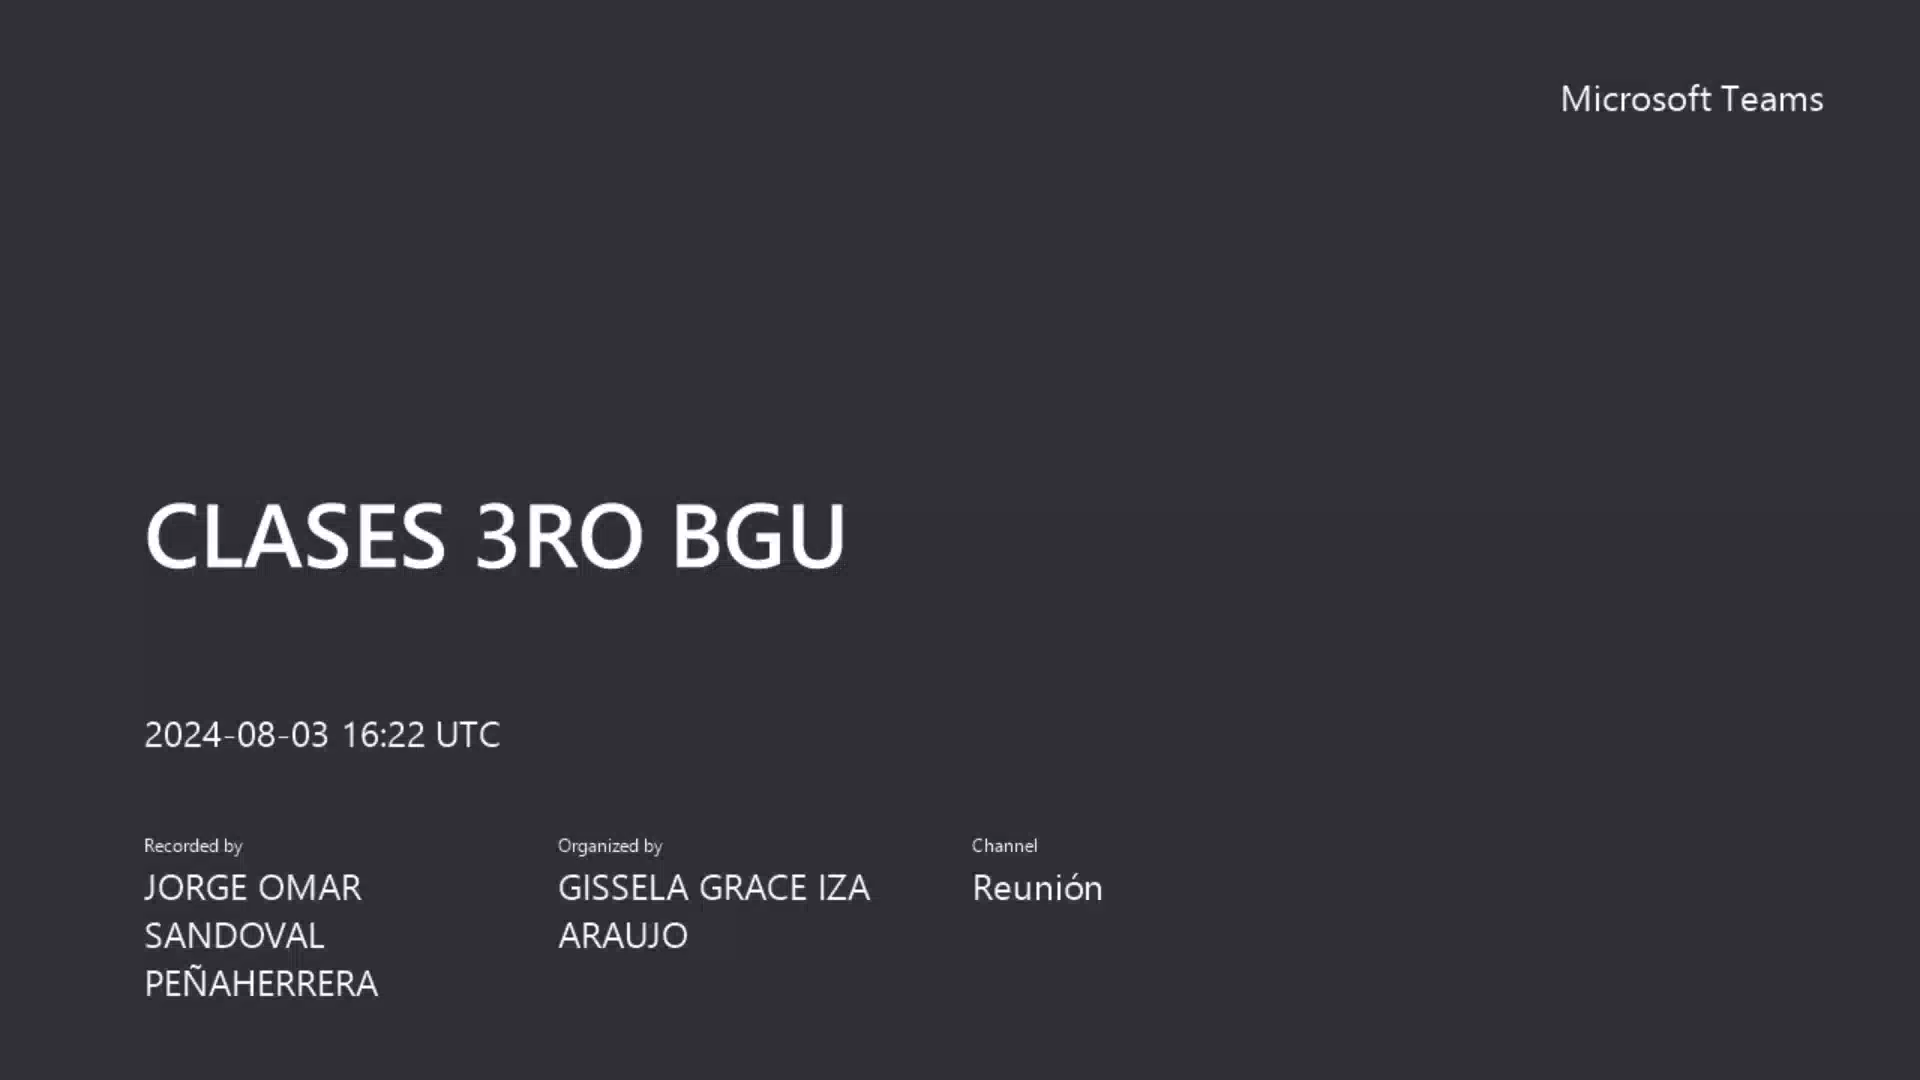 Microsoft Teams
CLASES 3RO BGU
2024-08-03 16:22 UTC
Recorded by
JORGE OMAR
SANDOVAL
PEÑAHERRERA
Organized by
GISSELA GRACE IZA
ARAUJO
Channel
Reunión